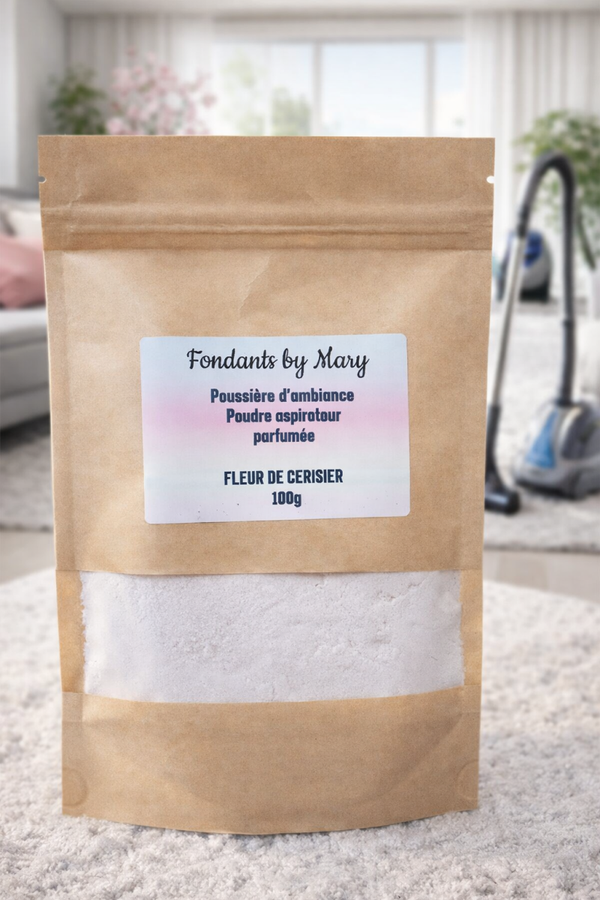 Fondants by Mary
Poussière d'ambiance
Poudre aspirateur
parfumée
FLEUR DE CERISIER
100g